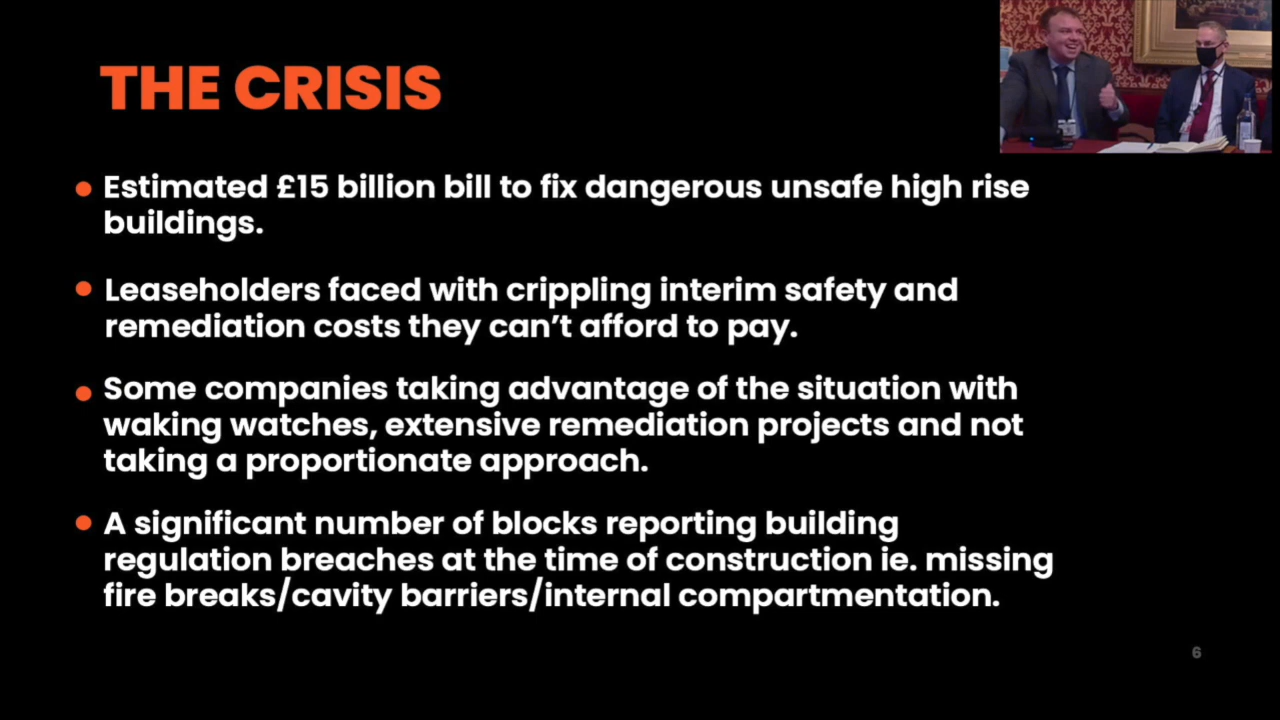 THE CRISIS
Estimated £15 billion bill to fix dangerous unsafe high rise
buildings.
Leaseholders faced with crippling interim safety and
remediation costs they can’t afford to pay.
Some companies taking advantage of the situation with
waking watches, extensive remediation projects and not
taking a proportionate approach.
A significant number of blocks reporting building
regulation breaches at the time of construction ie. missing
fire breaks/cavity barriers/internal compartmentation.
6